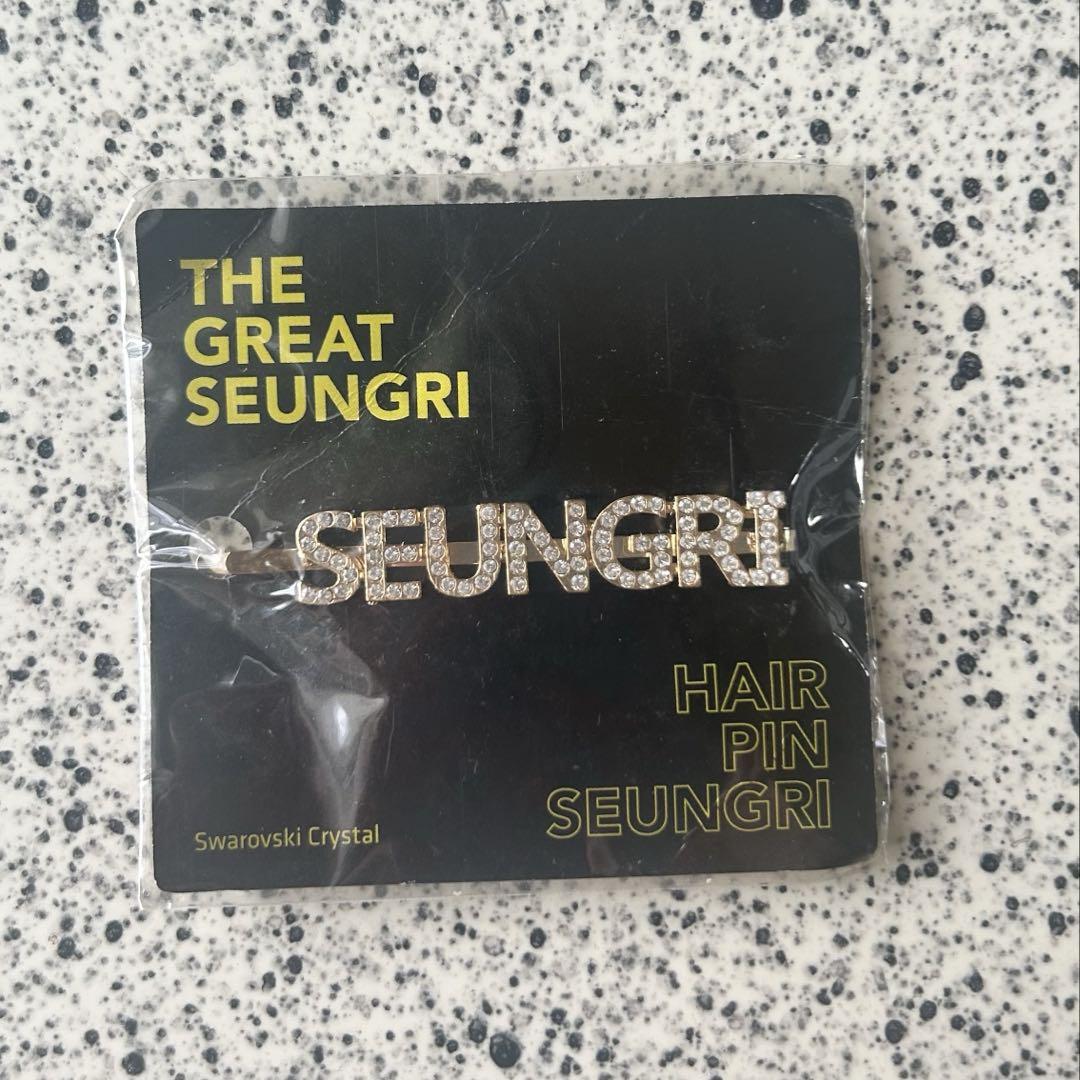 THE
GREAT
SEUNGRI
SEUNGRI
HAIR
PIN
SEUNGRI
Swarovski Crystal